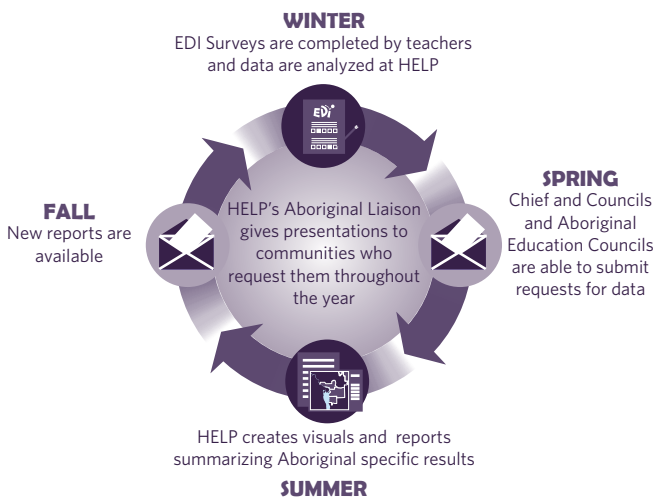 WINTER
EDI Surveys are completed by teachers
and data are analyzed at HELP
EDi
SPRING
Chief and Councils
and Aboriginal
Education Councils
are able to submit
requests for data
FALL
New reports are
available
HELP's Aboriginal Liaison
gives presentations to
communities who
request them throughout
the year
HELP creates visuals and reports
summarizing Aboriginal specific results
SUMMER